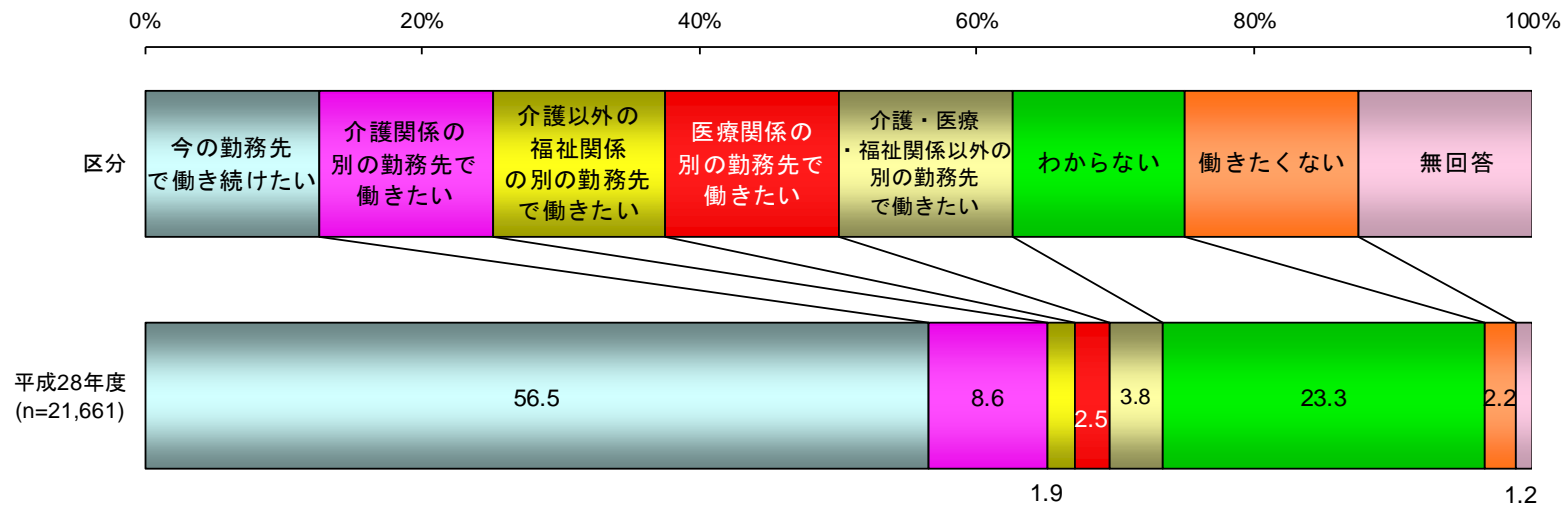 0%
20%
40%
60%
80%
100%
区分
今の勤務先
で働き続けたい
介護関係の
別の勤務先で
働きたい
介護以外の
福祉関係
の別の勤務先
で働きたい
医療関係の
別の勤務先で
働きたい
介護・医療
・福祉関係以外の
別の勤務先
で働きたい
わからない
働きたくない
無回答
平成28年度
(n=21,661)
56.5
8.6
1.9
2.5
3.8
23.3
2.2
1.2